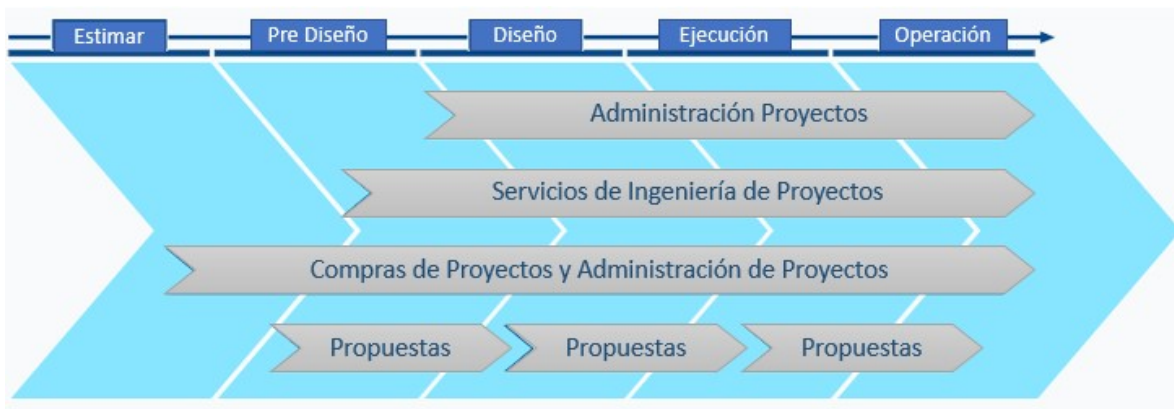 Estimar
Pre Diseño
Diseño
Ejecución
Operación
Administración Proyectos
Servicios de Ingeniería de Proyectos
Compras de Proyectos y Administración de Proyectos
Propuestas
Propuestas
Propuestas